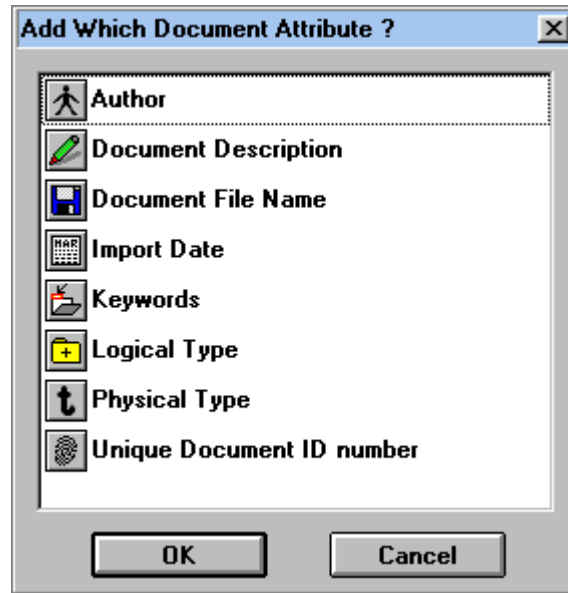 Add Which Document Attribute ?
Author
Document Description
Document File Name
MAR
Import Date
Keywords
Logical Type
t
Physical Type
Unique Document ID number
OK
Cancel